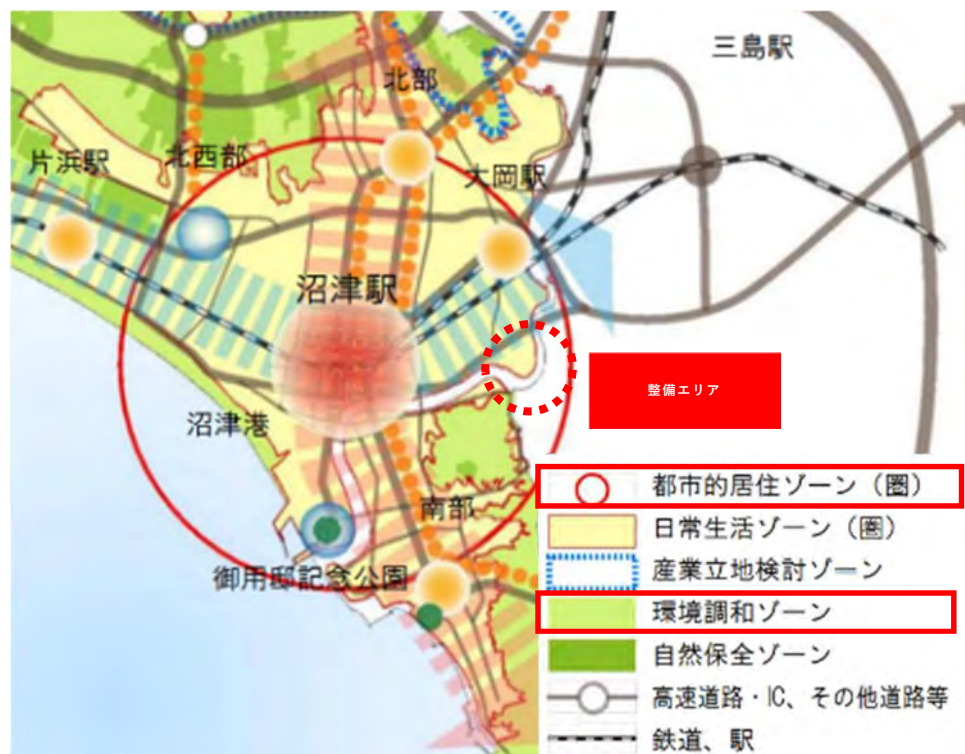 三島駅
北部
片浜駅
北西部
大岡駅
沼津駅
整備エリア
沼津港
南部
御用邸記念公園
都市的居住ゾーン（圏）
日常生活ゾーン（圏）
産業立地検討ゾーン
環境調和ゾーン
自然保全ゾーン
高速道路・IC、その他道路等
鉄道、駅